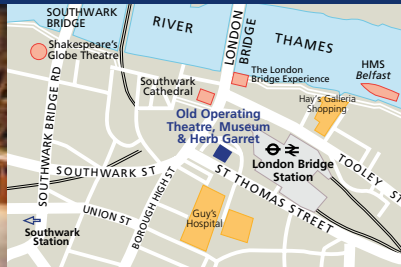 SOUTHWARK
BRIDGE
RIVER
THAMES
LONDON
BRIDGE
Shakespeare's
Globe Theatre
HMS
Belfast
The London
Bridge Experience
Southwark
Cathedral
Hay's Galleria
Shopping
Old Operating
Theatre, Museum
& Herb Garret
SOUTHWARK BRIDGE RD
London Bridge
Station
TOOLEY ST
SOUTHWARK ST
ST THOMAS STREET
UNION ST
BOROUGH HIGH ST
Guy's
Hospital
Southwark
Station